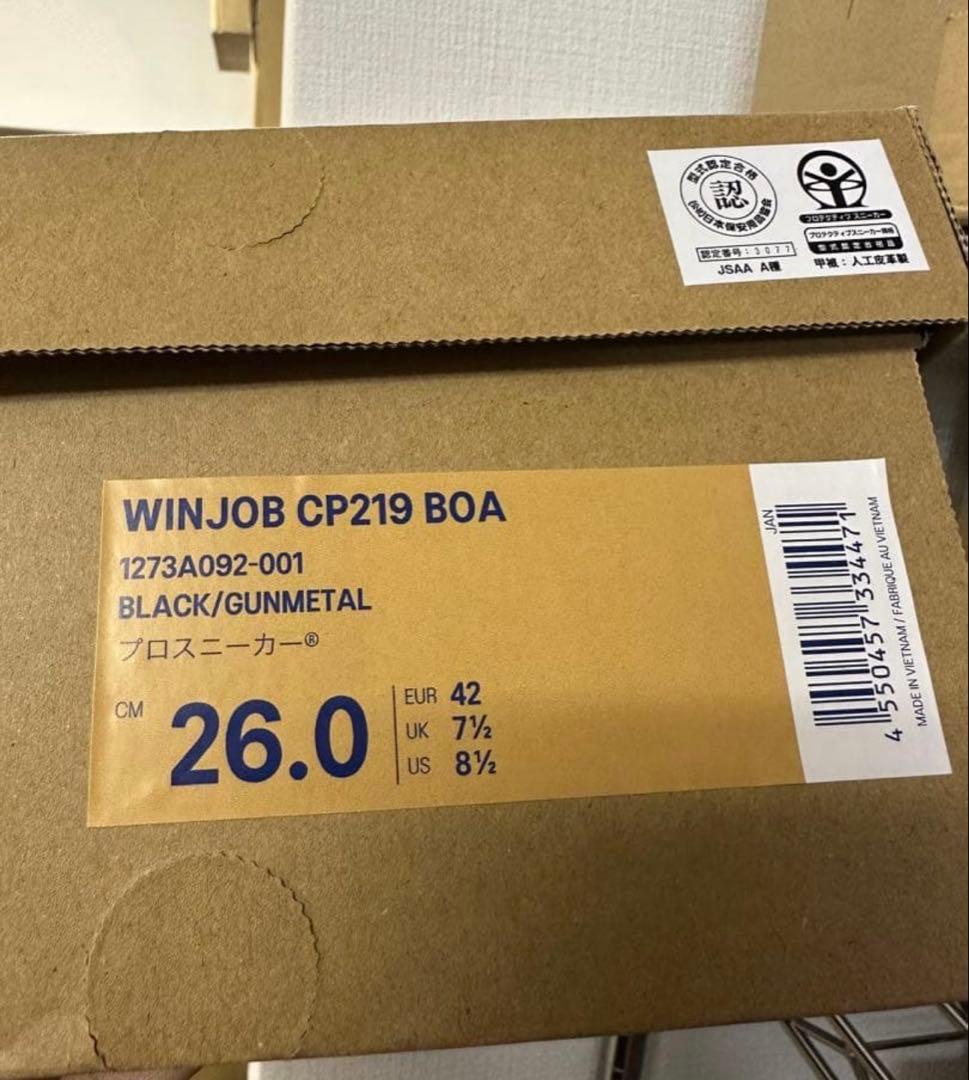 型式認定合格
認
(公社)日本保安用品協会
認定番号：3077
JSAA A種
プロテクティブ スニーカー
プロテクティブスニーカー規格
型式認定合格品
甲被：人工皮革製
WINJOB CP219 BOA
1273A092-001
BLACK/GUNMETAL
プロスニーカー®
CM 26.0
EUR 42
UK 7½
US 8½
JAN
4 550457 334471
MADE IN VIETNAM / FABRIQUE AU VIETNAM